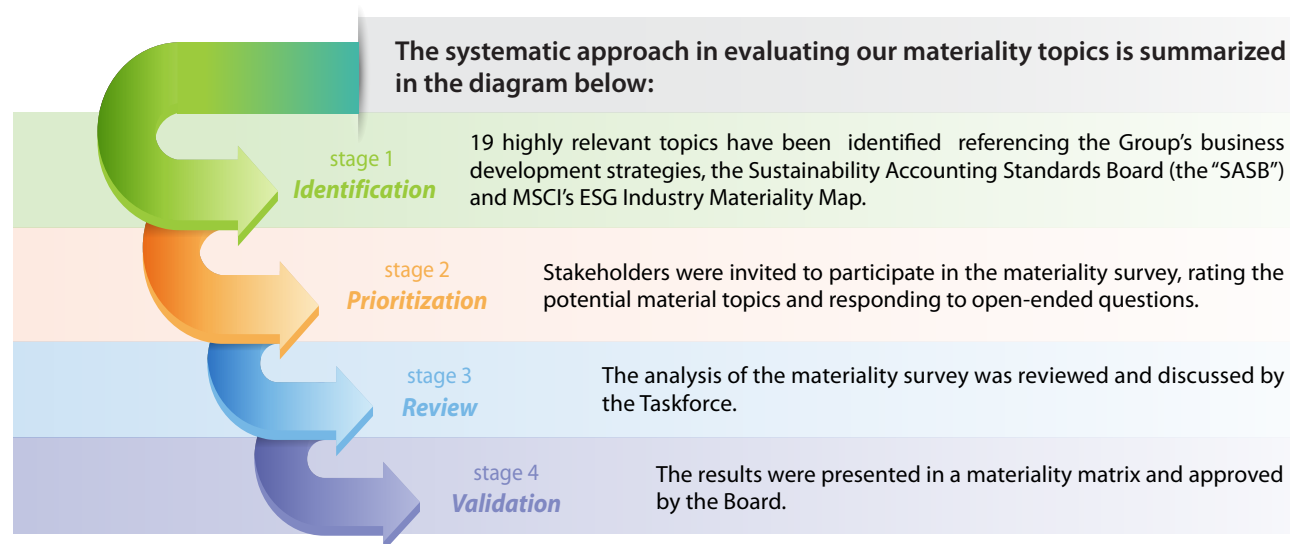 The systematic approach in evaluating our materiality topics is summarized
in the diagram below:
stage 1
Identification
19 highly relevant topics have been identified referencing the Group’s business
development strategies, the Sustainability Accounting Standards Board (the “SASB”)
and MSCI’s ESG Industry Materiality Map.
stage 2
Prioritization
Stakeholders were invited to participate in the materiality survey, rating the
potential material topics and responding to open-ended questions.
stage 3
Review
The analysis of the materiality survey was reviewed and discussed by
the Taskforce.
stage 4
Validation
The results were presented in a materiality matrix and approved
by the Board.